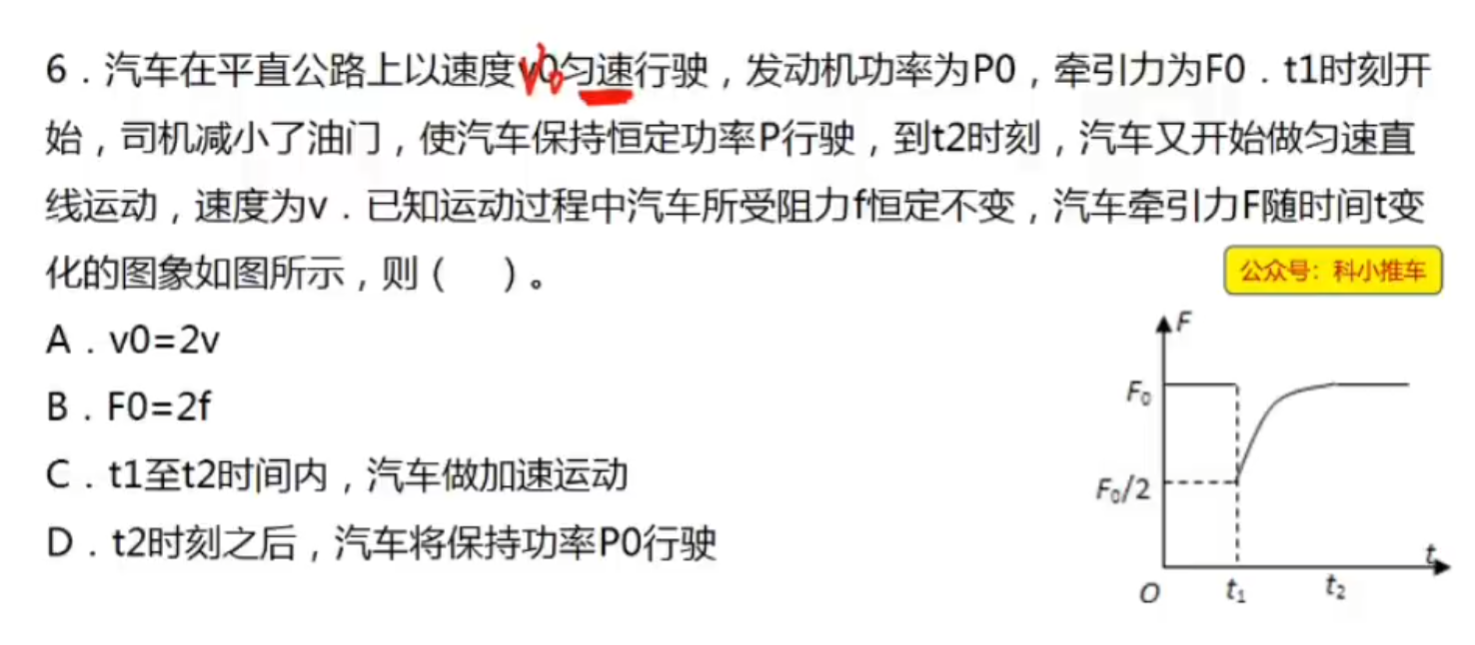 6．汽车在平直公路上以速度v0匀速行驶，发动机功率为P0，牵引力为F0．t1时刻开
始，司机减小了油门，使汽车保持恒定功率P行驶，到t2时刻，汽车又开始做匀速直
线运动，速度为v．已知运动过程中汽车所受阻力f恒定不变，汽车牵引力F随时间t变
化的图象如图所示，则（　）。
公众号：科小推车
A．v0=2v
B．F0=2f
C．t1至t2时间内，汽车做加速运动
D．t2时刻之后，汽车将保持功率P0行驶
F
F0
F0/2
t
O t1 t2